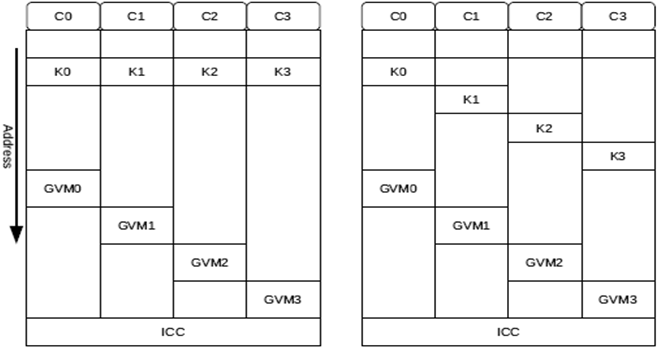 C0 C1 C2 C3 C0 C1 C2 C3
K0 K1 K2 K3 K0
K1
K2
Address
K3
GVM0 GVM0
GVM1 GVM1
GVM2 GVM2
GVM3 GVM3
ICC ICC